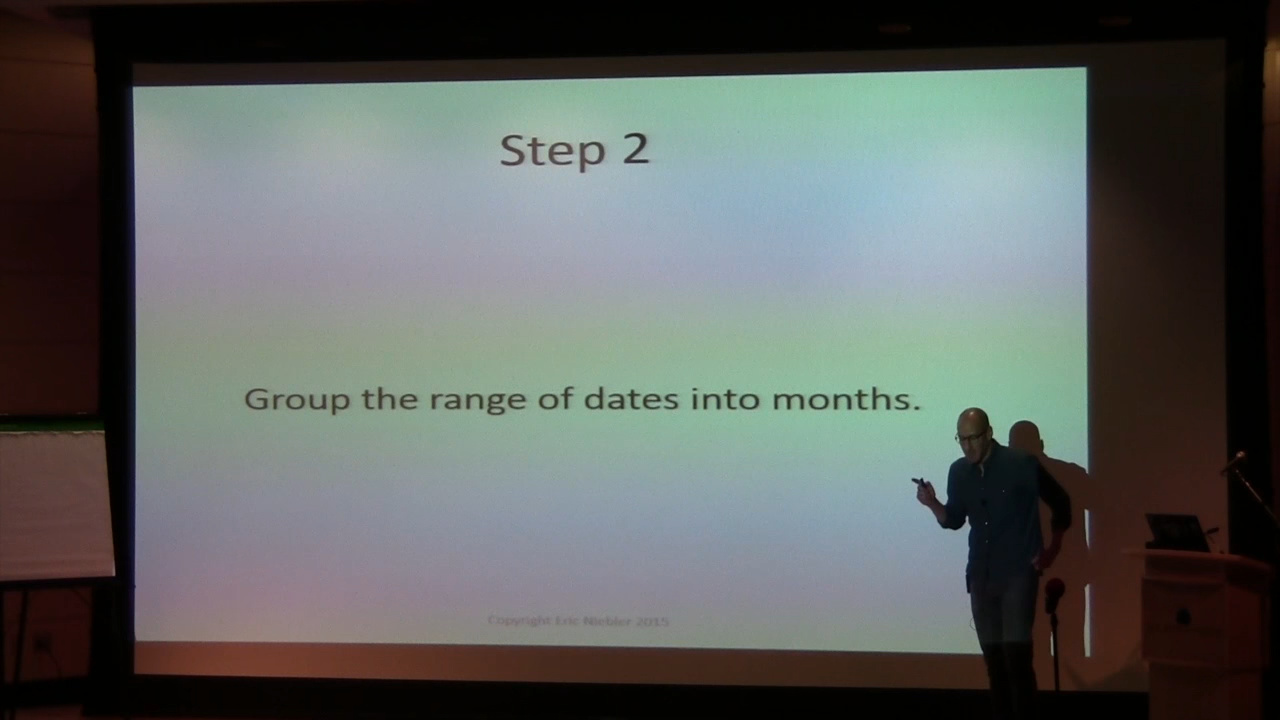 Step 2
Group the range of dates into months.
Copyright Eric Niebler 2015